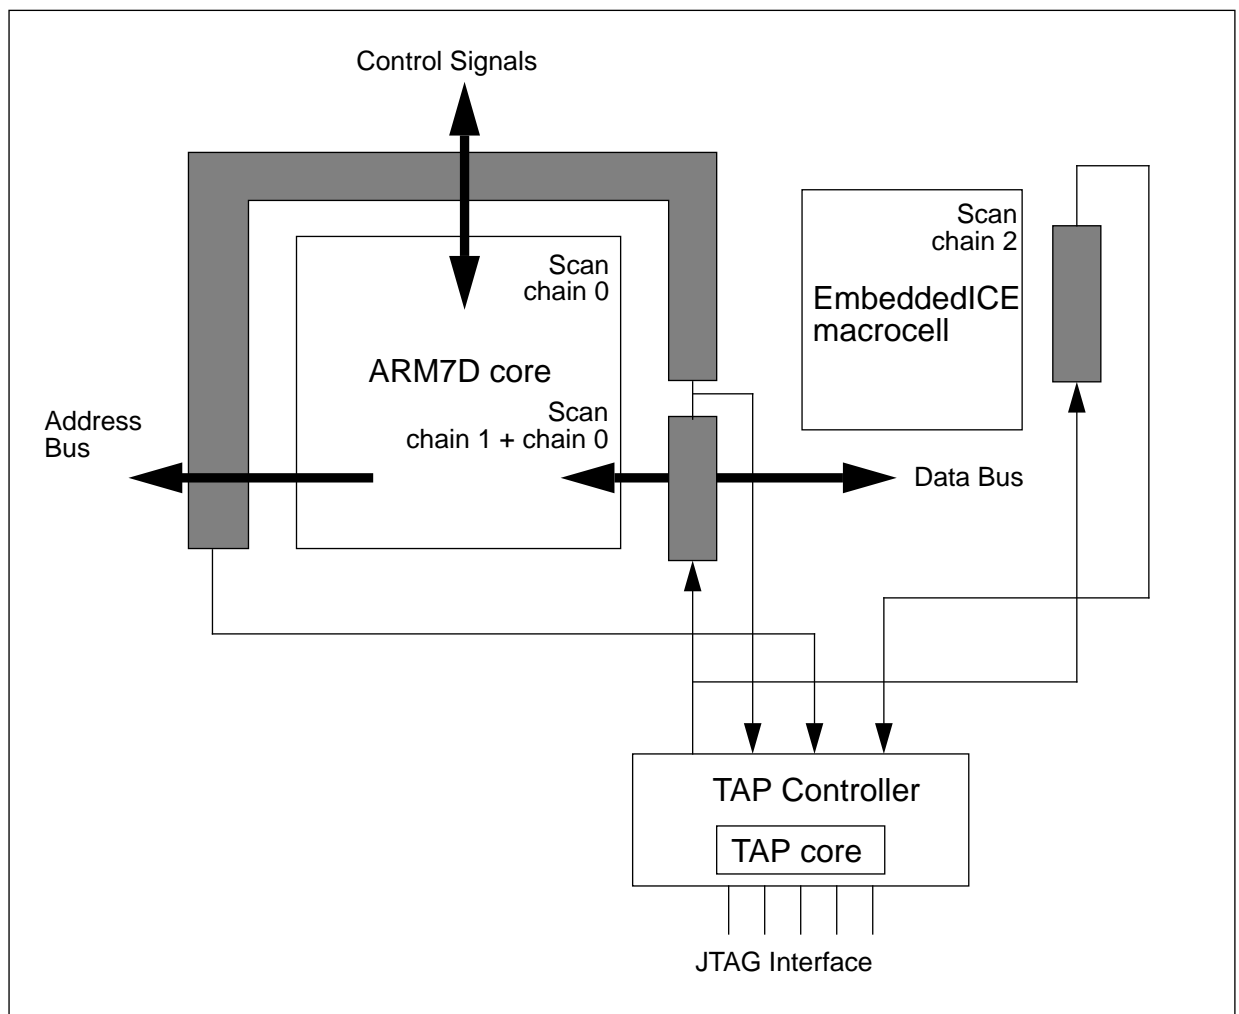 Control Signals
Scan
chain 2
Scan
chain 0
EmbeddedICE
macrocell
ARM7D core
Address
Bus
Scan
chain 1 + chain 0
Data Bus
TAP Controller
TAP core
JTAG Interface